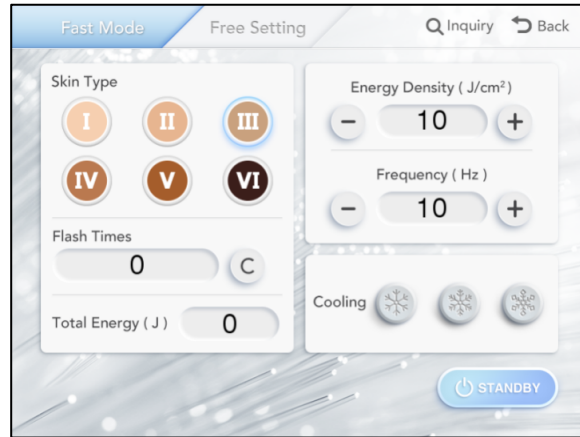 Fast Mode
Free Setting
Inquiry
Back
Skin Type
I II III
IV V VI
Flash Times
0 C
Total Energy ( J ) 0
Energy Density ( J/cm²)
− 10 +
Frequency ( Hz )
− 10 +
Cooling
STANDBY